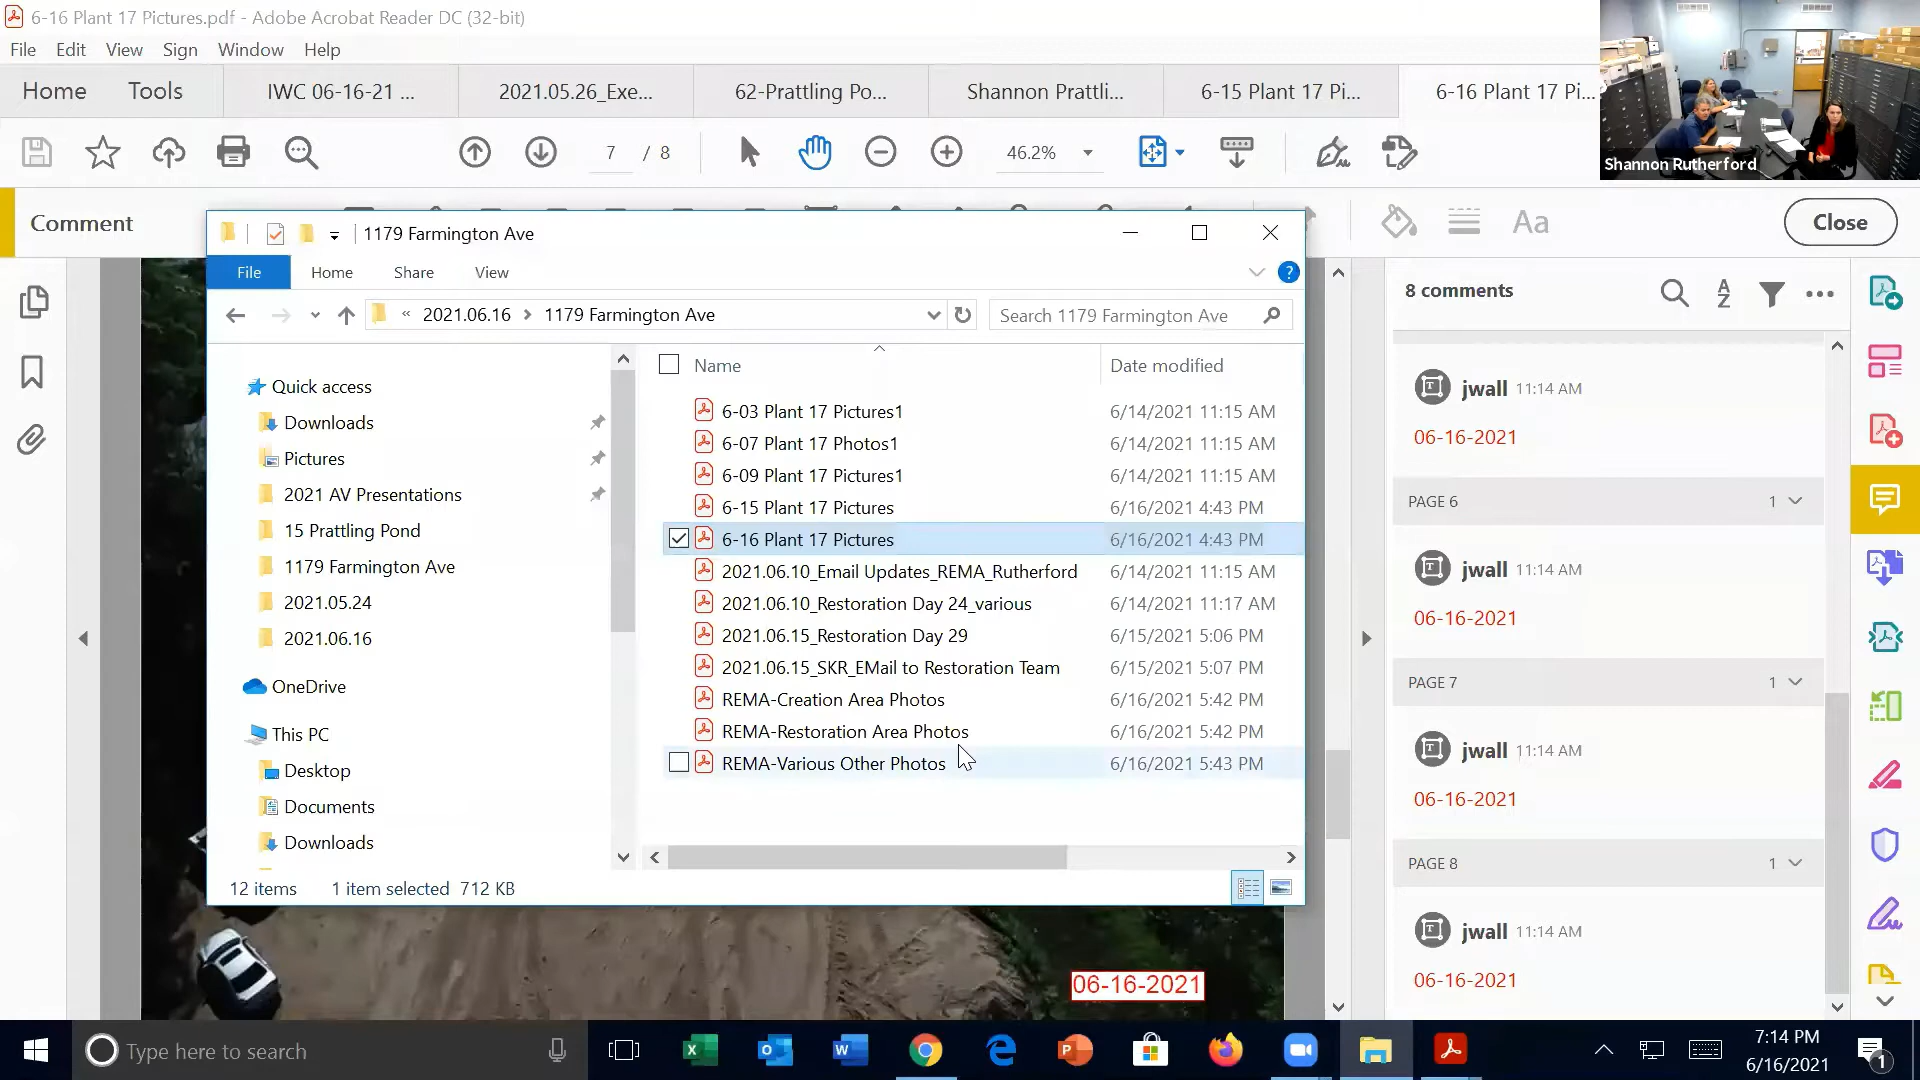 6-16 Plant 17 Pictures.pdf - Adobe Acrobat Reader DC (32-bit)
File Edit View Sign Window Help
Home Tools IWC 06-16-21 ... 2021.05.26_Exe... 62-Prattling Po... Shannon Prattli... 6-15 Plant 17 Pi... 6-16 Plant 17 Pi...
7 / 8 46.2%
Shannon Rutherford
Comment
Aa
Close
1179 Farmington Ave
File Home Share View
?
« 2021.06.16 > 1179 Farmington Ave
Search 1179 Farmington Ave
Quick access
Downloads
Pictures
2021 AV Presentations
15 Prattling Pond
1179 Farmington Ave
2021.05.24
2021.06.16
OneDrive
This PC
Desktop
Documents
Downloads
Name Date modified
6-03 Plant 17 Pictures1 6/14/2021 11:15 AM
6-07 Plant 17 Photos1 6/14/2021 11:15 AM
6-09 Plant 17 Pictures1 6/14/2021 11:15 AM
6-15 Plant 17 Pictures 6/16/2021 4:43 PM
6-16 Plant 17 Pictures 6/16/2021 4:43 PM
2021.06.10_Email Updates_REMA_Rutherford 6/14/2021 11:15 AM
2021.06.10_Restoration Day 24_various 6/14/2021 11:17 AM
2021.06.15_Restoration Day 29 6/15/2021 5:06 PM
2021.06.15_SKR_EMail to Restoration Team 6/15/2021 5:07 PM
REMA-Creation Area Photos 6/16/2021 5:42 PM
REMA-Restoration Area Photos 6/16/2021 5:42 PM
REMA-Various Other Photos 6/16/2021 5:43 PM
12 items 1 item selected 712 KB
06-16-2021
8 comments
A
Z
jwall 11:14 AM
06-16-2021
PAGE 6 1
jwall 11:14 AM
06-16-2021
PAGE 7 1
jwall 11:14 AM
06-16-2021
PAGE 8 1
jwall 11:14 AM
06-16-2021
Type here to search
7:14 PM
6/16/2021
1